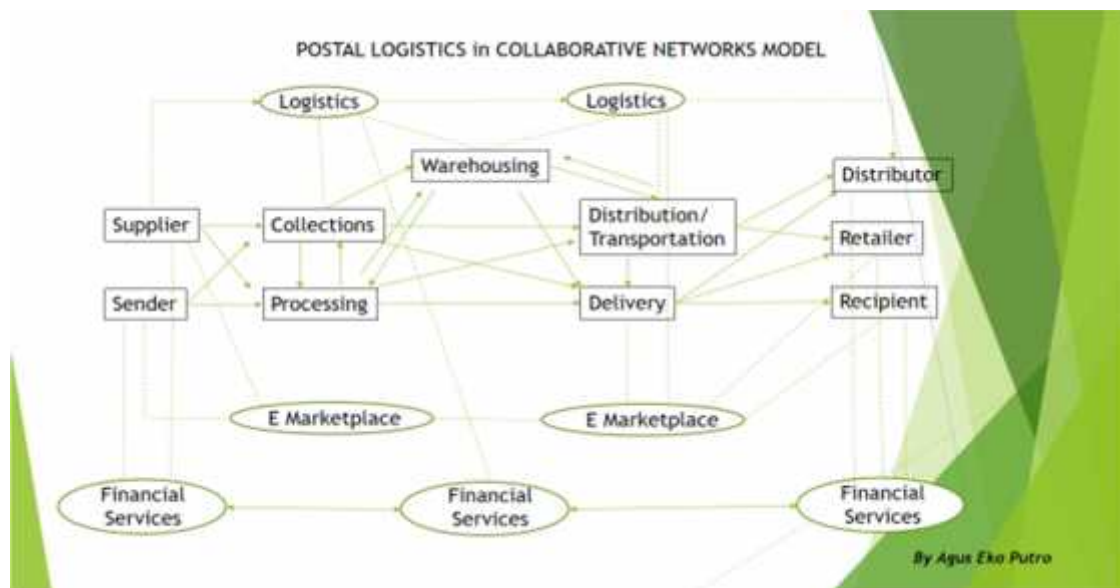 POSTAL LOGISTICS in COLLABORATIVE NETWORKS MODEL
Logistics
Logistics
Warehousing
Distributor
Supplier
Collections
Distribution/
Transportation
Retailer
Sender
Processing
Delivery
Recipient
E Marketplace
E Marketplace
Financial
Services
Financial
Services
Financial
Services
By Agus Eko Putro